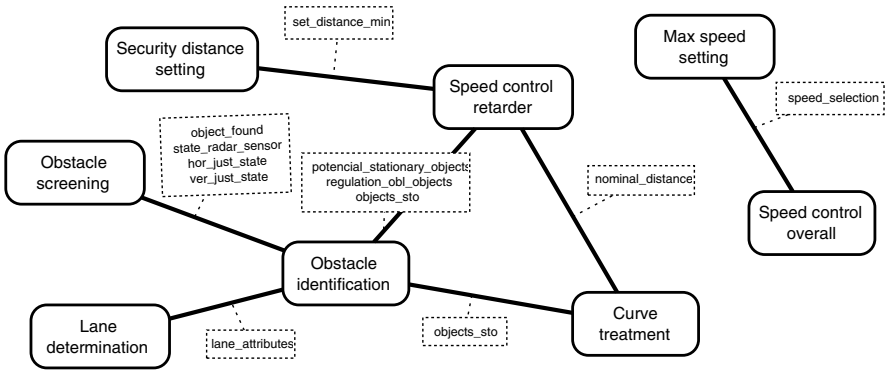 set_distance_min
Security distance
setting
Max speed
setting
Speed control
retarder
speed_selection
object_found
state_radar_sensor
hor_just_state
ver_just_state
Obstacle
screening
potencial_stationary_objects
regulation_obl_objects
objects_sto
nominal_distance
Speed control
overall
Obstacle
identification
Lane
determination
lane_attributes
objects_sto
Curve
treatment